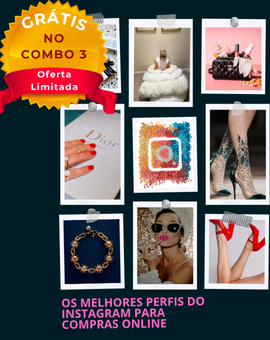 GRÁTIS
NO
COMBO 3
Oferta
Limitada
Dior
OS MELHORES PERFIS DO
INSTAGRAM PARA
COMPRAS ONLINE